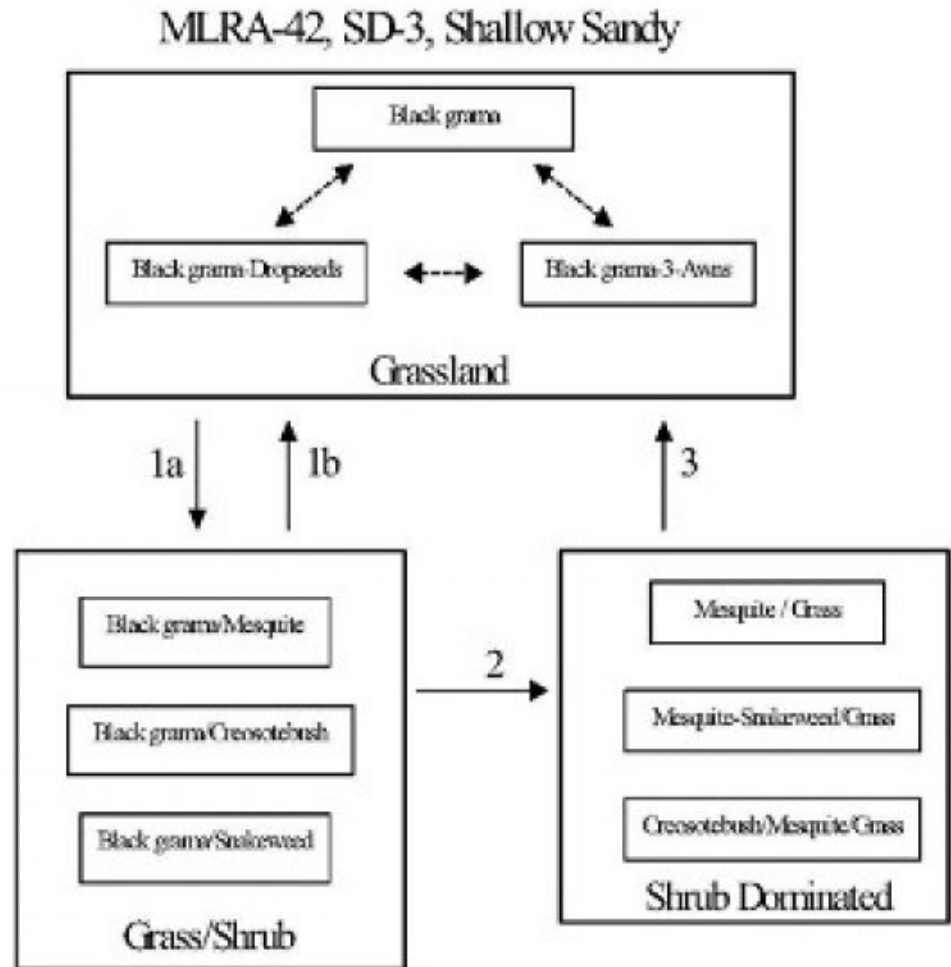 MLRA-42, SD-3, Shallow Sandy
Black grama
Black grama-Dropseeds
Black grama-3-Awns
Grassland
1a
1b
3
Black grama/Mesquite
Black grama/Creosotebush
Black grama/Snakeweed
Grass/Shrub
2
Mesquite / Grass
Mesquite-Snakeweed/Grass
Creosotebush/Mesquite/Grass
Shrub Dominated